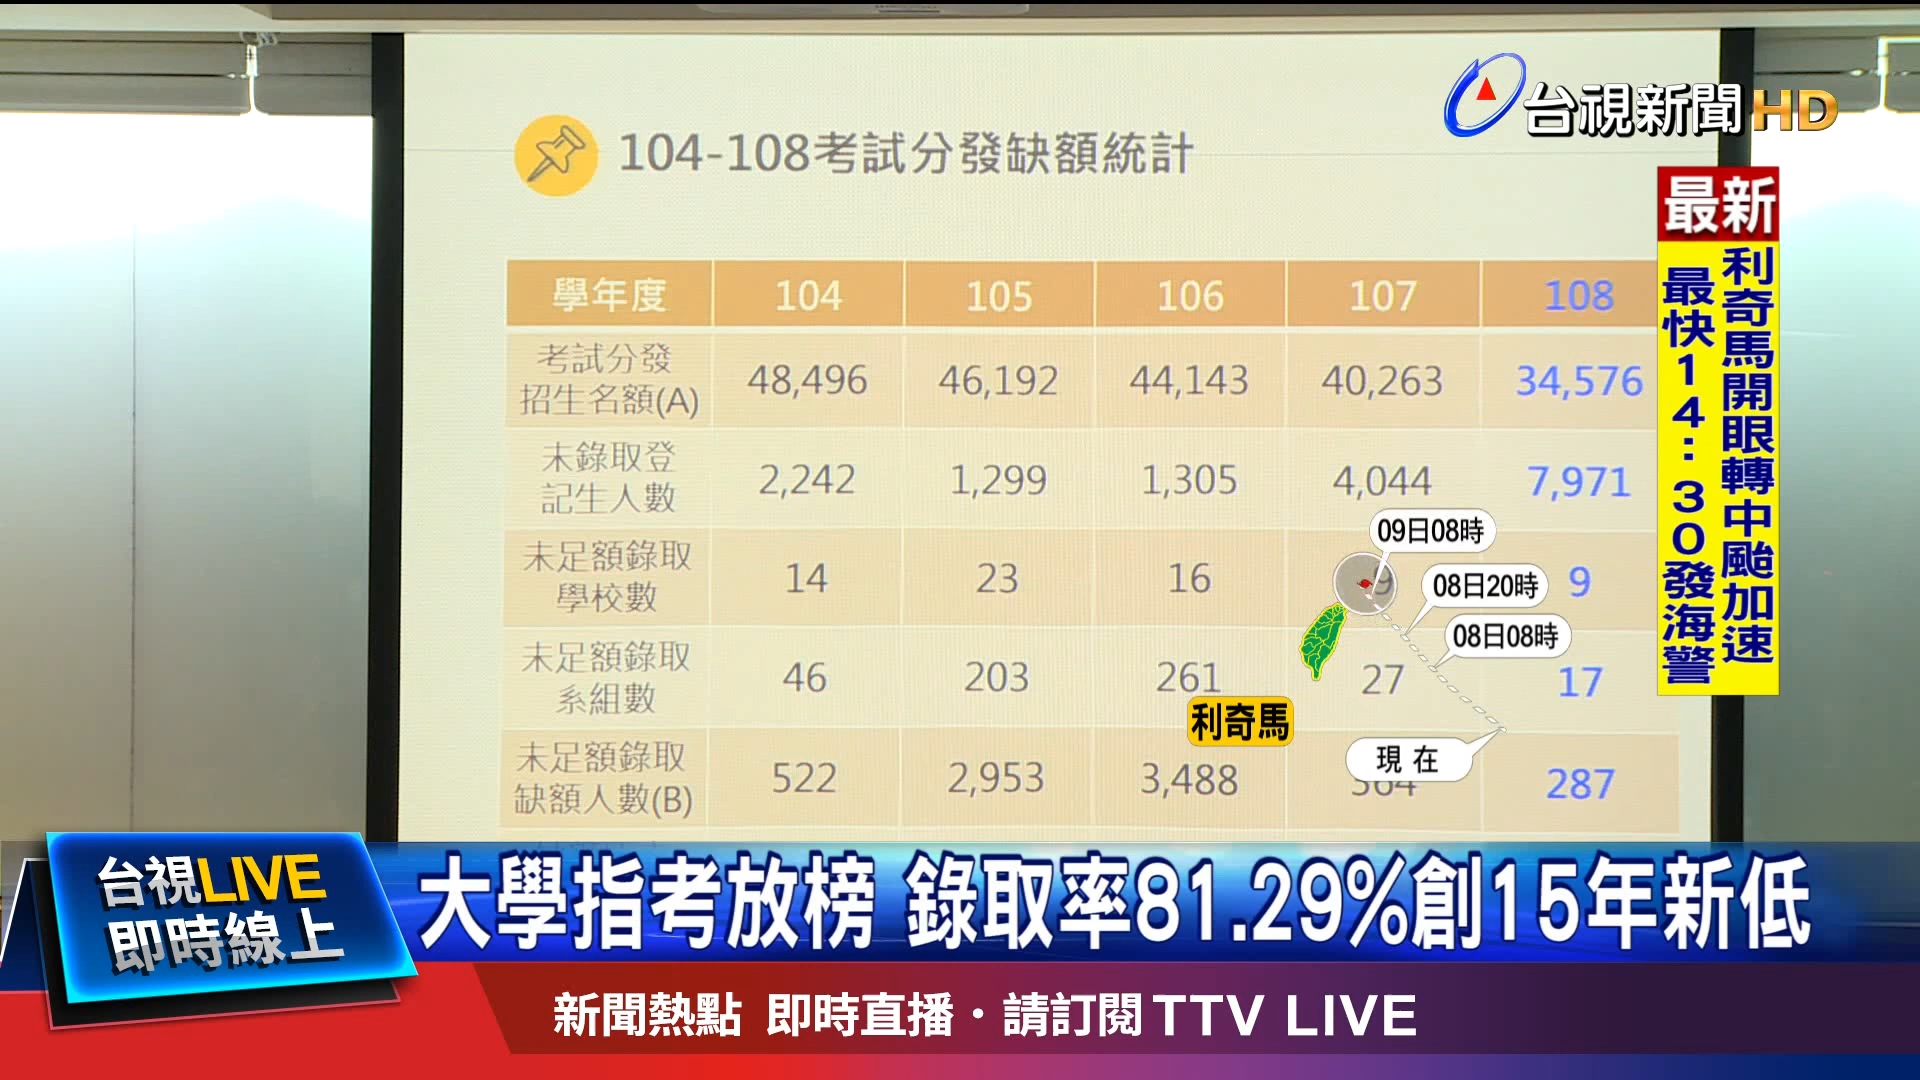 台視新聞HD
104-108考試分發缺額統計
學年度 104 105 106 107 108
考試分發
招生名額(A) 48,496 46,192 44,143 40,263 34,576
未錄取登
記生人數 2,242 1,299 1,305 4,044 7,971
未足額錄取
學校數 14 23 16 9 9
未足額錄取
系組數 46 203 261 27 17
未足額錄取
缺額人數(B) 522 2,953 3,488 364 287
09日08時
08日20時
08日08時
現在
利奇馬
最新
利奇馬開眼轉中颱加速
最快14:30發海警
台視LIVE
即時線上
大學指考放榜 錄取率81.29%創15年新低
新聞熱點 即時直播・請訂閱TTV LIVE